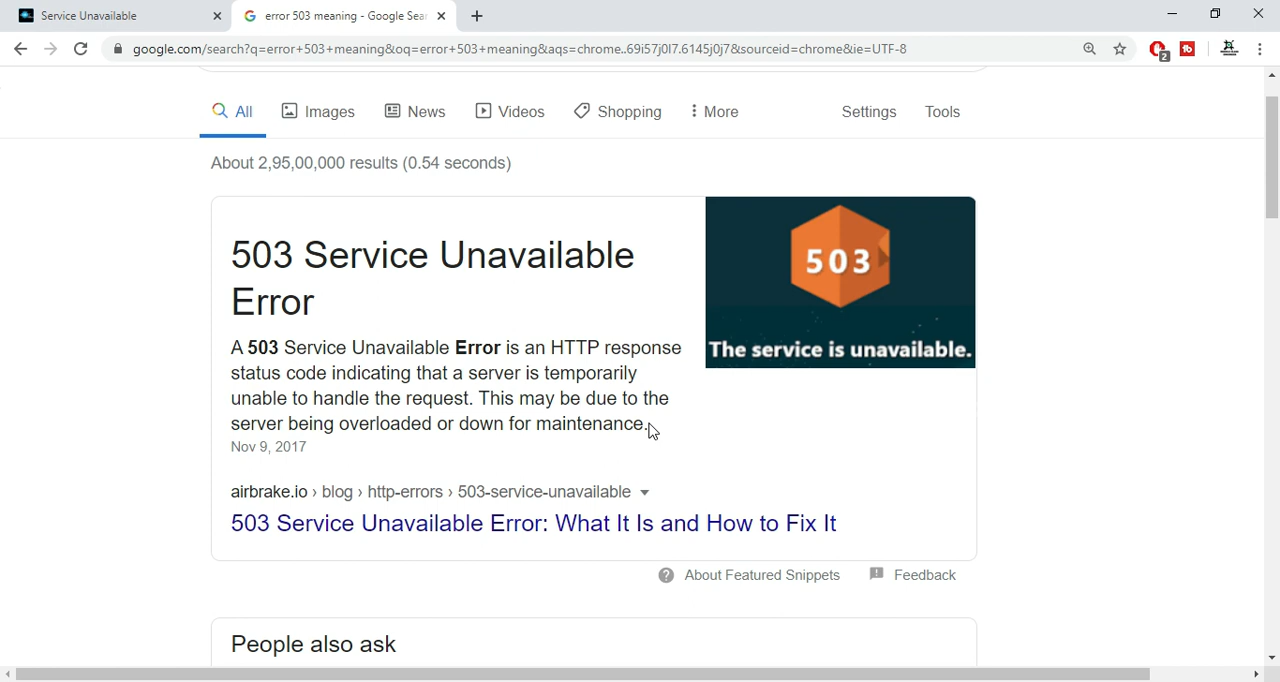 Service Unavailable
error 503 meaning - Google Sear
google.com/search?q=error+503+meaning&oq=error+503+meaning&aqs=chrome..69i57j0l7.6145j0j7&sourceid=chrome&ie=UTF-8
2
All Images News Videos Shopping More Settings Tools
About 2,95,00,000 results (0.54 seconds)
503 Service Unavailable
Error
A 503 Service Unavailable Error is an HTTP response
status code indicating that a server is temporarily
unable to handle the request. This may be due to the
server being overloaded or down for maintenance.
Nov 9, 2017
503
The service is unavailable.
airbrake.io › blog › http-errors › 503-service-unavailable
503 Service Unavailable Error: What It Is and How to Fix It
About Featured Snippets Feedback
People also ask